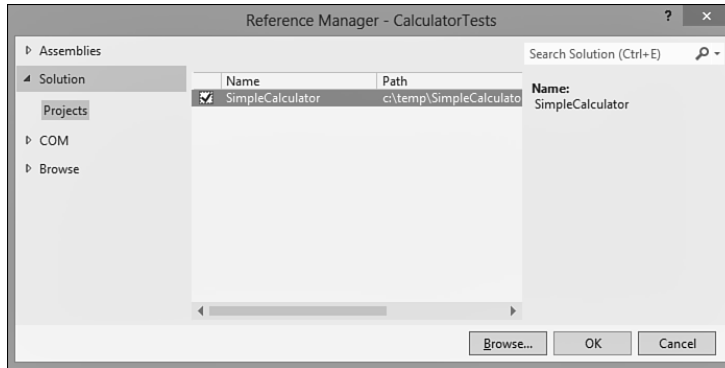 Reference Manager - CalculatorTests
? ×
Assemblies
Solution
Projects
COM
Browse
Search Solution (Ctrl+E)
Name Path
SimpleCalculator c:\temp\SimpleCalculato
Name:
SimpleCalculator
Browse... OK Cancel